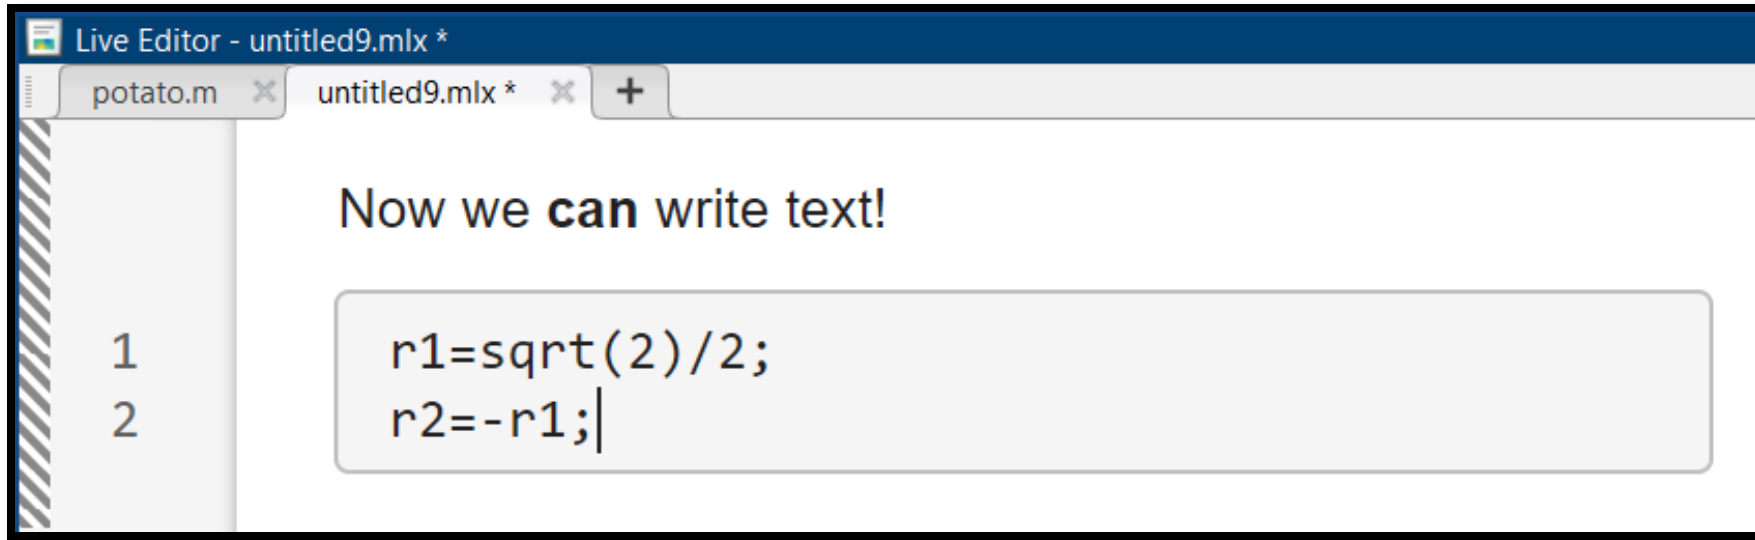 Live Editor - untitled9.mlx *
potato.m untitled9.mlx * +
Now we can write text!
1 r1=sqrt(2)/2;
2 r2=-r1;